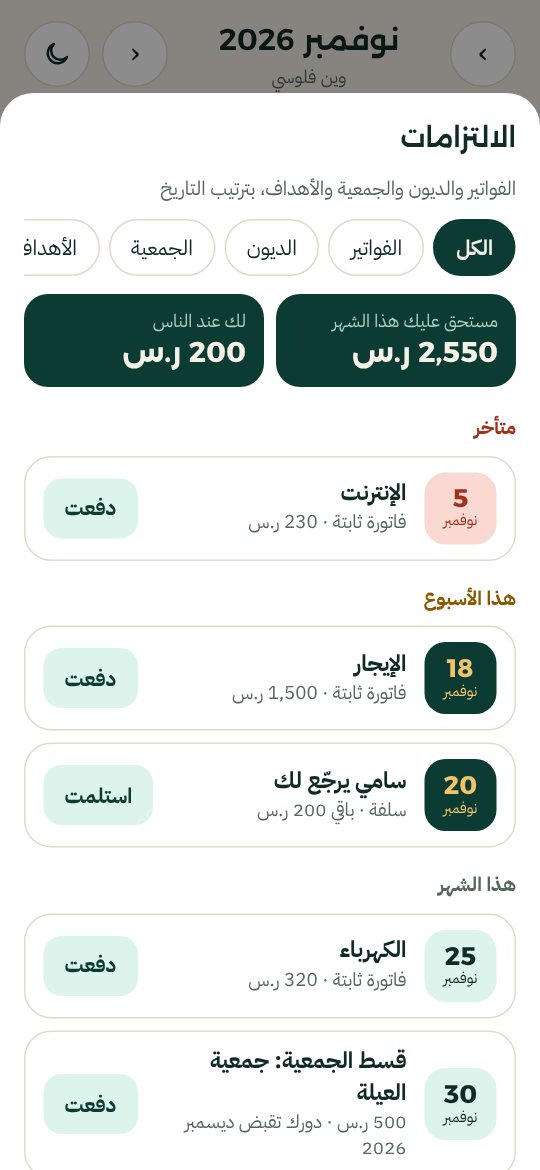 نوفمبر 2026
وين فلوسي
الالتزامات
الفواتير والديون والجمعية والأهداف، بترتيب التاريخ
الكل
الفواتير
الديون
الجمعية
الأهداف
مستحق عليك هذا الشهر
2,550 ر.س
لك عند الناس
200 ر.س
متأخر
5
نوفمبر
الإنترنت
فاتورة ثابتة · 230 ر.س
دفعت
هذا الأسبوع
18
نوفمبر
الإيجار
فاتورة ثابتة · 1,500 ر.س
دفعت
20
نوفمبر
سامي يرجّع لك
سلفة · باقي 200 ر.س
استلمت
هذا الشهر
25
نوفمبر
الكهرباء
فاتورة ثابتة · 320 ر.س
دفعت
30
نوفمبر
قسط الجمعية: جمعية
العيلة
500 ر.س · دورك تقبض ديسمبر
2026
دفعت